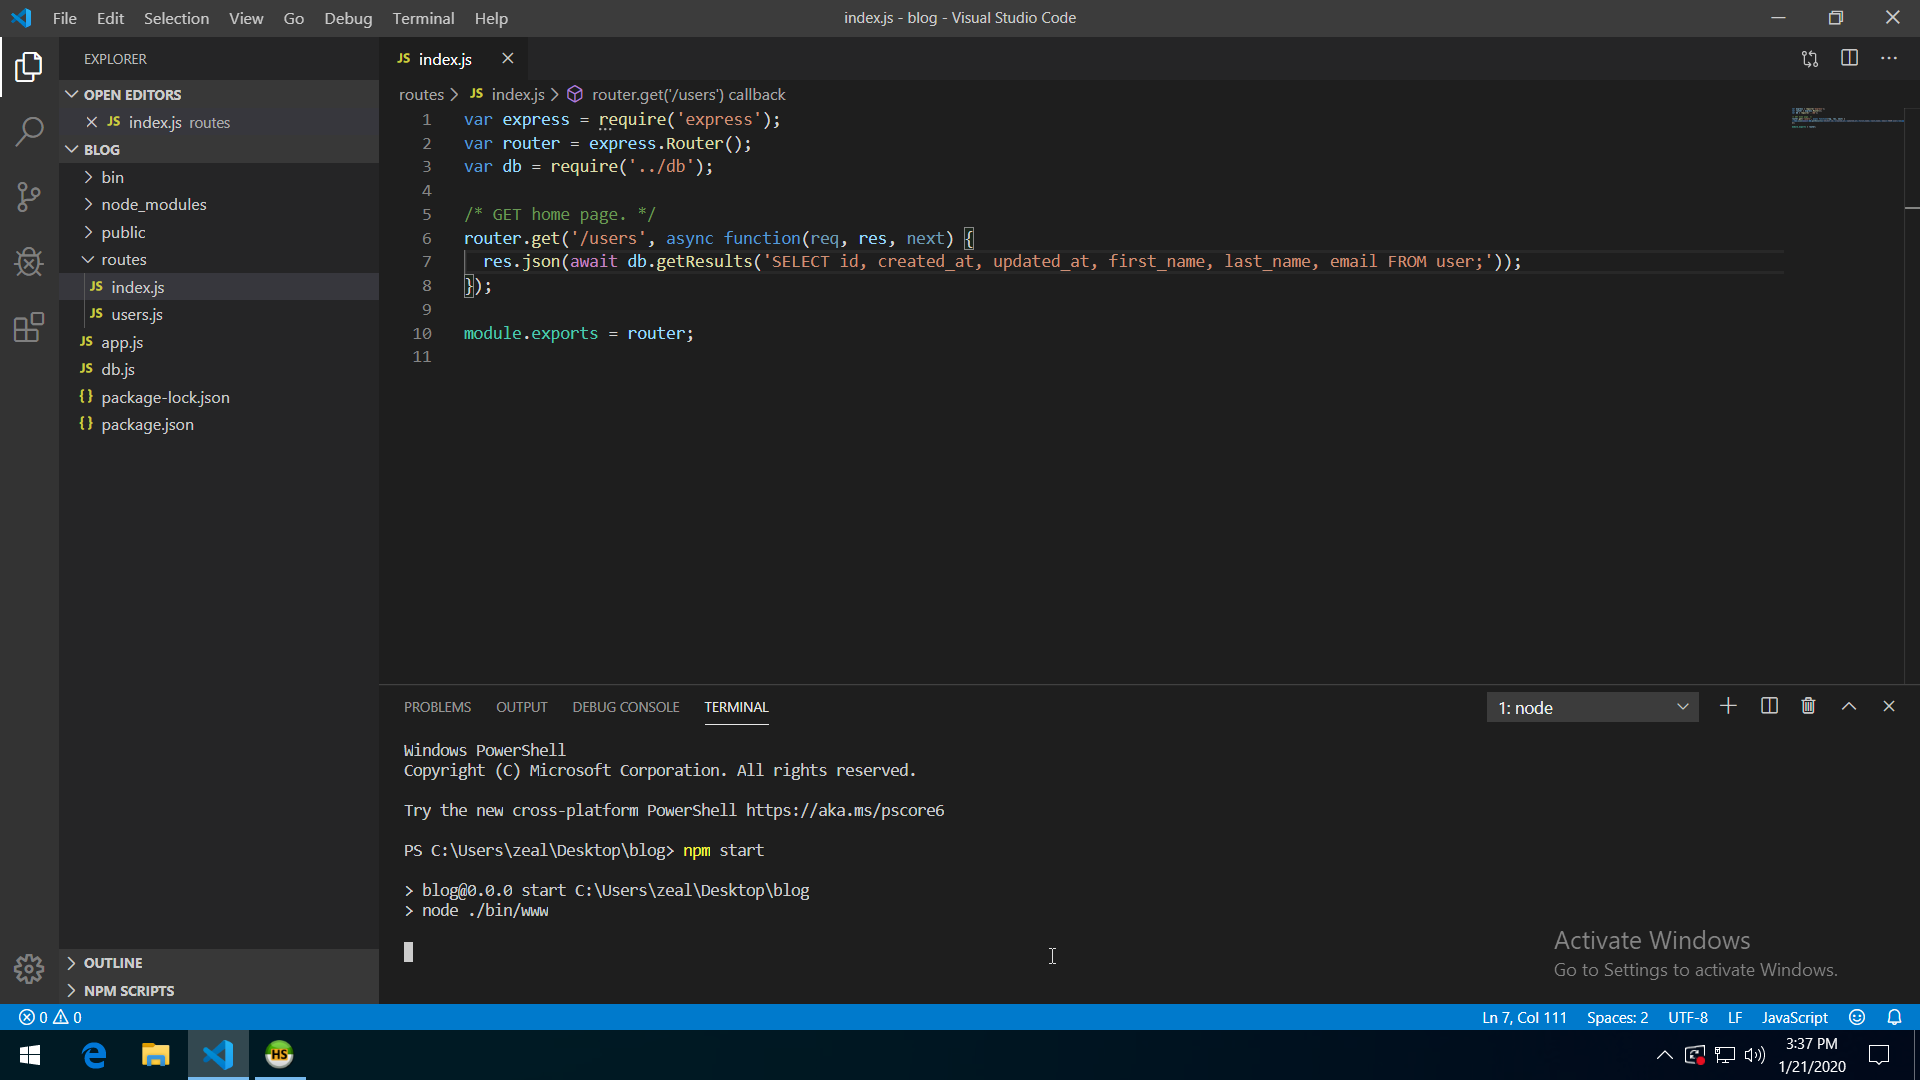 File Edit Selection View Go Debug Terminal Help
index.js - blog - Visual Studio Code
EXPLORER
OPEN EDITORS
JS index.js routes
BLOG
bin
node_modules
public
routes
JS index.js
JS users.js
JS app.js
JS db.js
{} package-lock.json
{} package.json
OUTLINE
NPM SCRIPTS
JS index.js
routes > JS index.js > router.get('/users') callback
1 var express = require('express');
2 var router = express.Router();
3 var db = require('../db');
4
5 /* GET home page. */
6 router.get('/users', async function(req, res, next) {
7 res.json(await db.getResults('SELECT id, created_at, updated_at, first_name, last_name, email FROM user;'));
8 });
9
10 module.exports = router;
11
PROBLEMS OUTPUT DEBUG CONSOLE TERMINAL
1: node
Windows PowerShell
Copyright (C) Microsoft Corporation. All rights reserved.
Try the new cross-platform PowerShell https://aka.ms/pscore6
PS C:\Users\zeal\Desktop\blog> npm start
> blog@0.0.0 start C:\Users\zeal\Desktop\blog
> node ./bin/www
Activate Windows
Go to Settings to activate Windows.
0 0
Ln 7, Col 111 Spaces: 2 UTF-8 LF JavaScript
HS
3:37 PM
1/21/2020